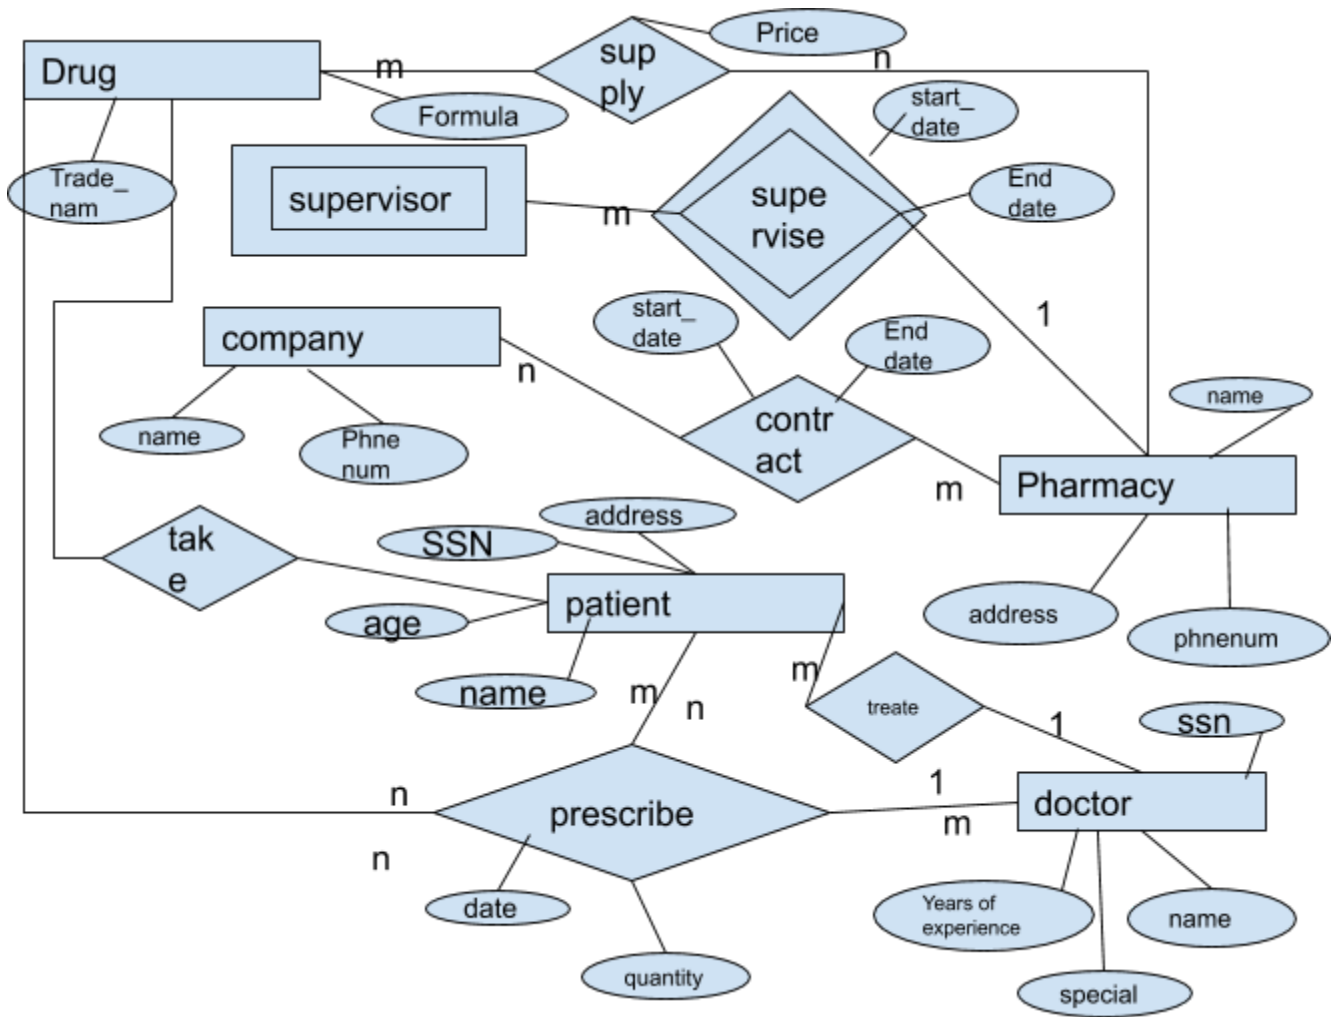 Price
Drug
m
sup
ply
n
Formula
start_
date
Trade_
nam
supervisor
m
supe
rvise
End
date
start_
date
1
End
date
company
n
contr
act
name
name
Phne
num
m
Pharmacy
tak
e
SSN
address
patient
age
address
phnenum
name
m
n
m
treate
1
ssn
n
prescribe
1
m
doctor
n
date
Years of
experience
name
quantity
special